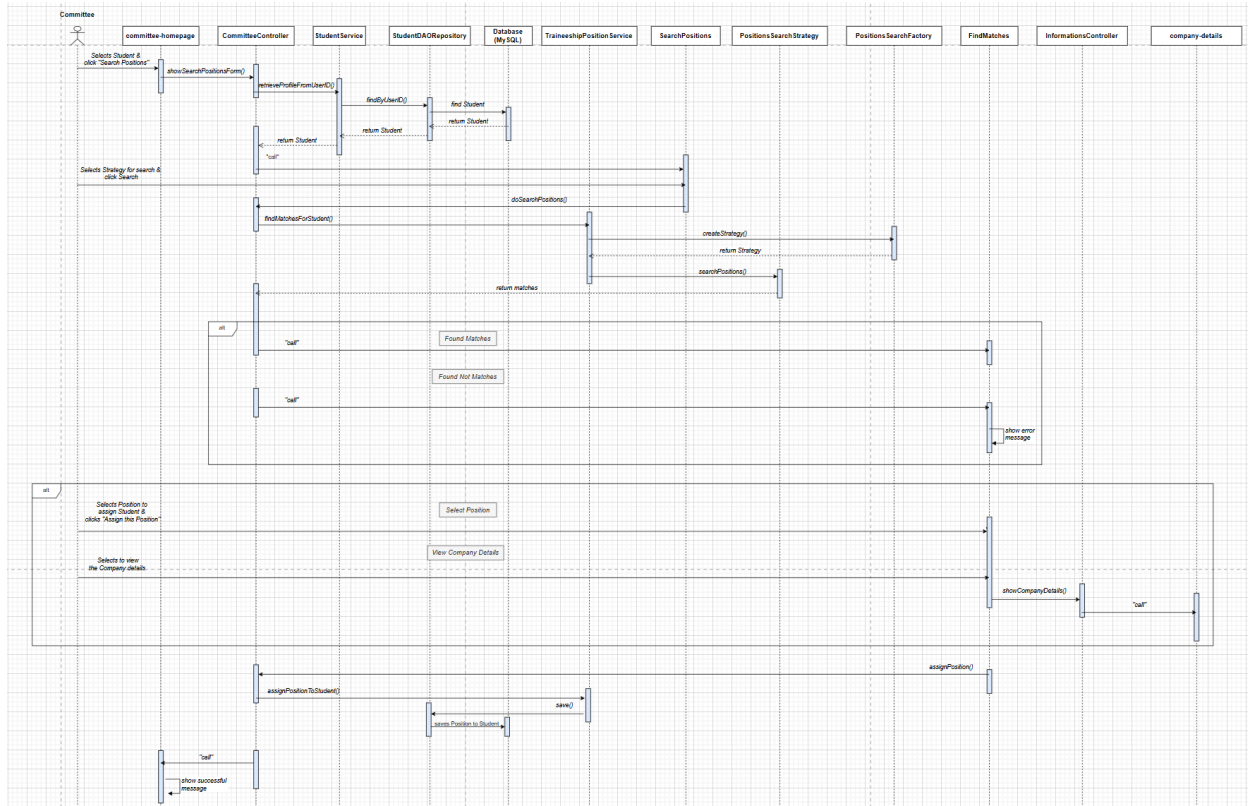 Committee
committee-homepage
CommitteeController
StudentService
StudentDAORepository
Database
(MySQL)
TraineeshipPositionService
SearchPositions
PositionsSearchStrategy
PositionsSearchFactory
FindMatches
InformationsController
company-details
Selects Student &
click "Search Positions"
showSearchPositionsForm()
retrieveProfileFromUserID()
findByUserID()
find Student
return Student
return Student
return Student
"call"
Selects Strategy for search &
click Search
doSearchPositions()
findMatchesForStudent()
createStrategy()
return Strategy
searchPositions()
return matches
alt
Found Matches
"call"
Found Not Matches
"call"
show error
message
alt
Selects Position to
assign Student &
clicks "Assign this Position"
Select Position
View Company Details
Selects to view
the Company details
showCompanyDetails()
"call"
assignPosition()
assignPositionToStudent()
save()
saves Position to Student
"call"
show successful
message